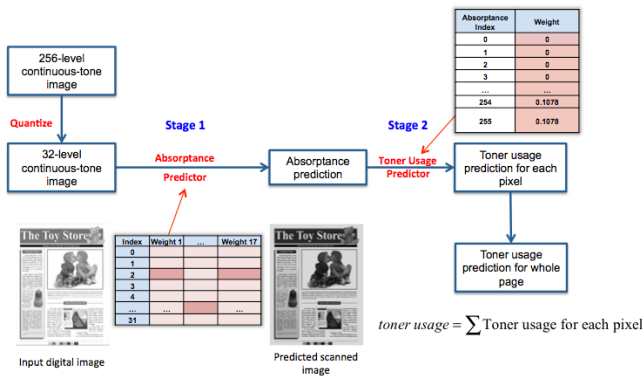 256-level
continuous-tone
image
Quantize
32-level
continuous-tone
image
Stage 1
Absorptance
Predictor
Absorptance
prediction
Stage 2
Toner Usage
Predictor
Absorptance
Index
Weight
0
0
1
0
2
0
3
0
...
...
254
0.1078
255
0.1078
Toner usage
prediction for each
pixel
Toner usage
prediction for whole
page
toner usage = ∑ Toner usage for each pixel
The Toy Store
Input digital image
Index
Weight 1
...
Weight 17
0
1
2
3
4
...
...
...
31
The Toy Store
Predicted scanned
image